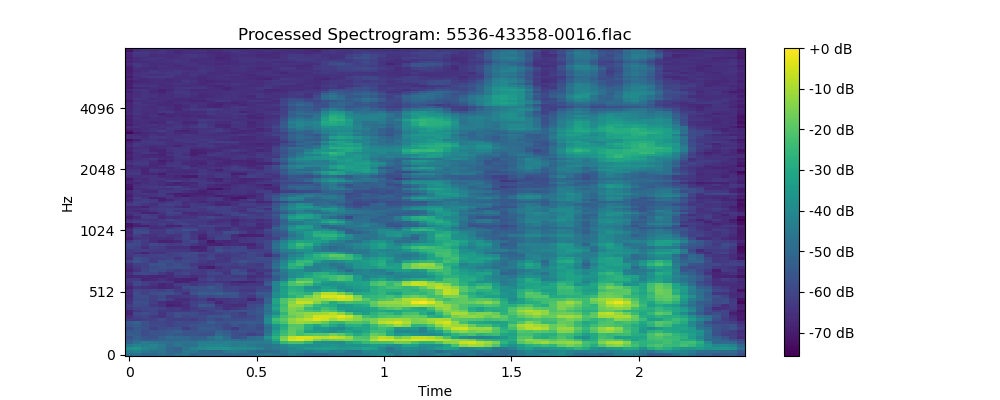 Processed Spectrogram: 5536-43358-0016.flac
Hz
4096
2048
1024
512
0
0
0.5
1
1.5
2
Time
+0 dB
-10 dB
-20 dB
-30 dB
-40 dB
-50 dB
-60 dB
-70 dB